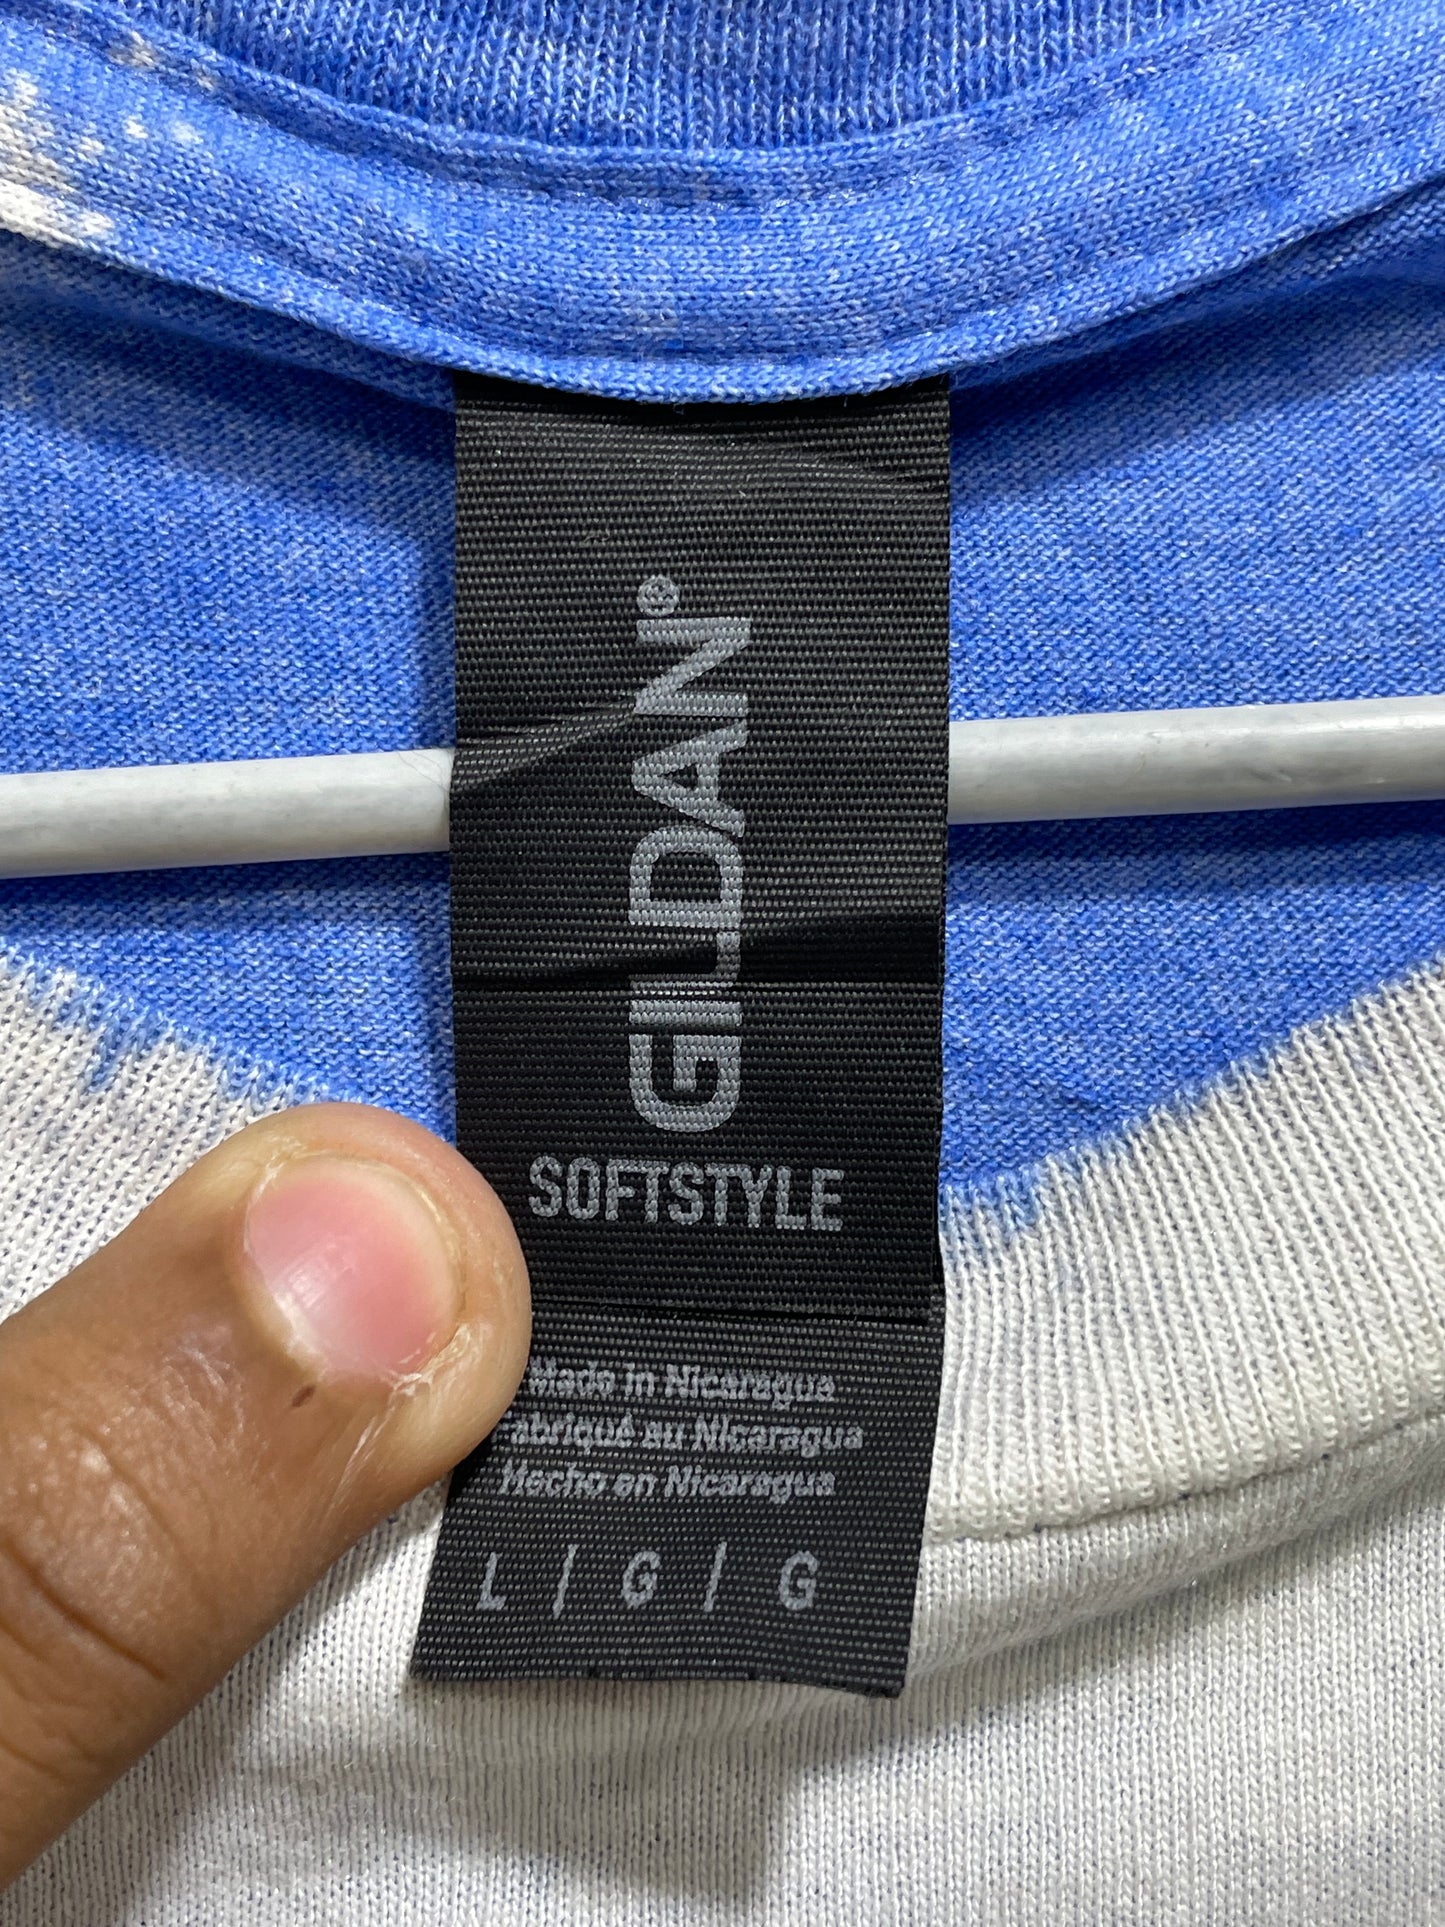 GILDAN®
SOFTSTYLE
Made in Nicaragua
Fabriqué au Nicaragua
Hecho en Nicaragua
L / G / G